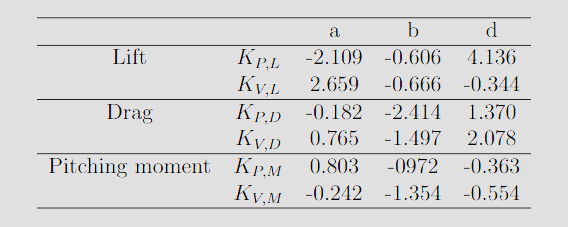 a b d
Lift K_{P,L} -2.109 -0.606 4.136
K_{V,L} 2.659 -0.666 -0.344
Drag K_{P,D} -0.182 -2.414 1.370
K_{V,D} 0.765 -1.497 2.078
Pitching moment K_{P,M} 0.803 -0972 -0.363
K_{V,M} -0.242 -1.354 -0.554